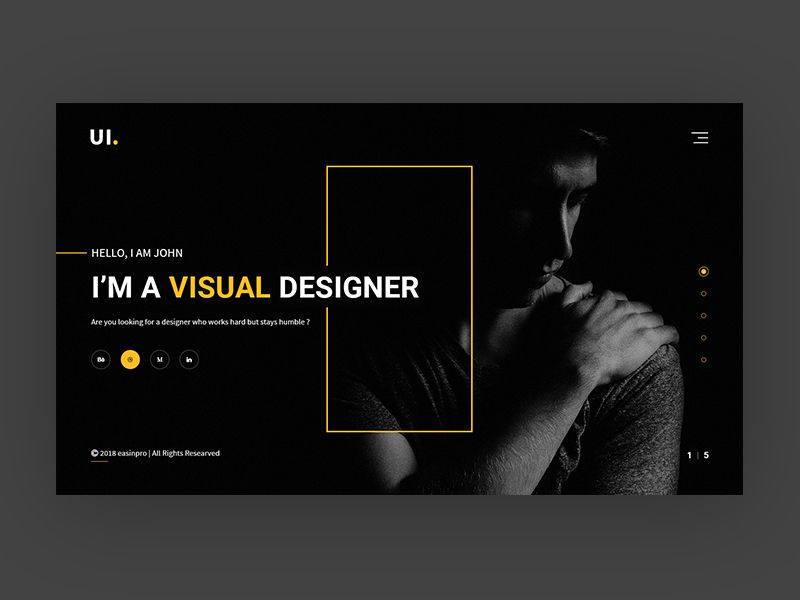 UI.
HELLO, I AM JOHN
I'M A VISUAL DESIGNER
Are you looking for a designer who works hard but stays humble ?
Bē M in
© 2018 easinpro | All Rights Researved
1 | 5